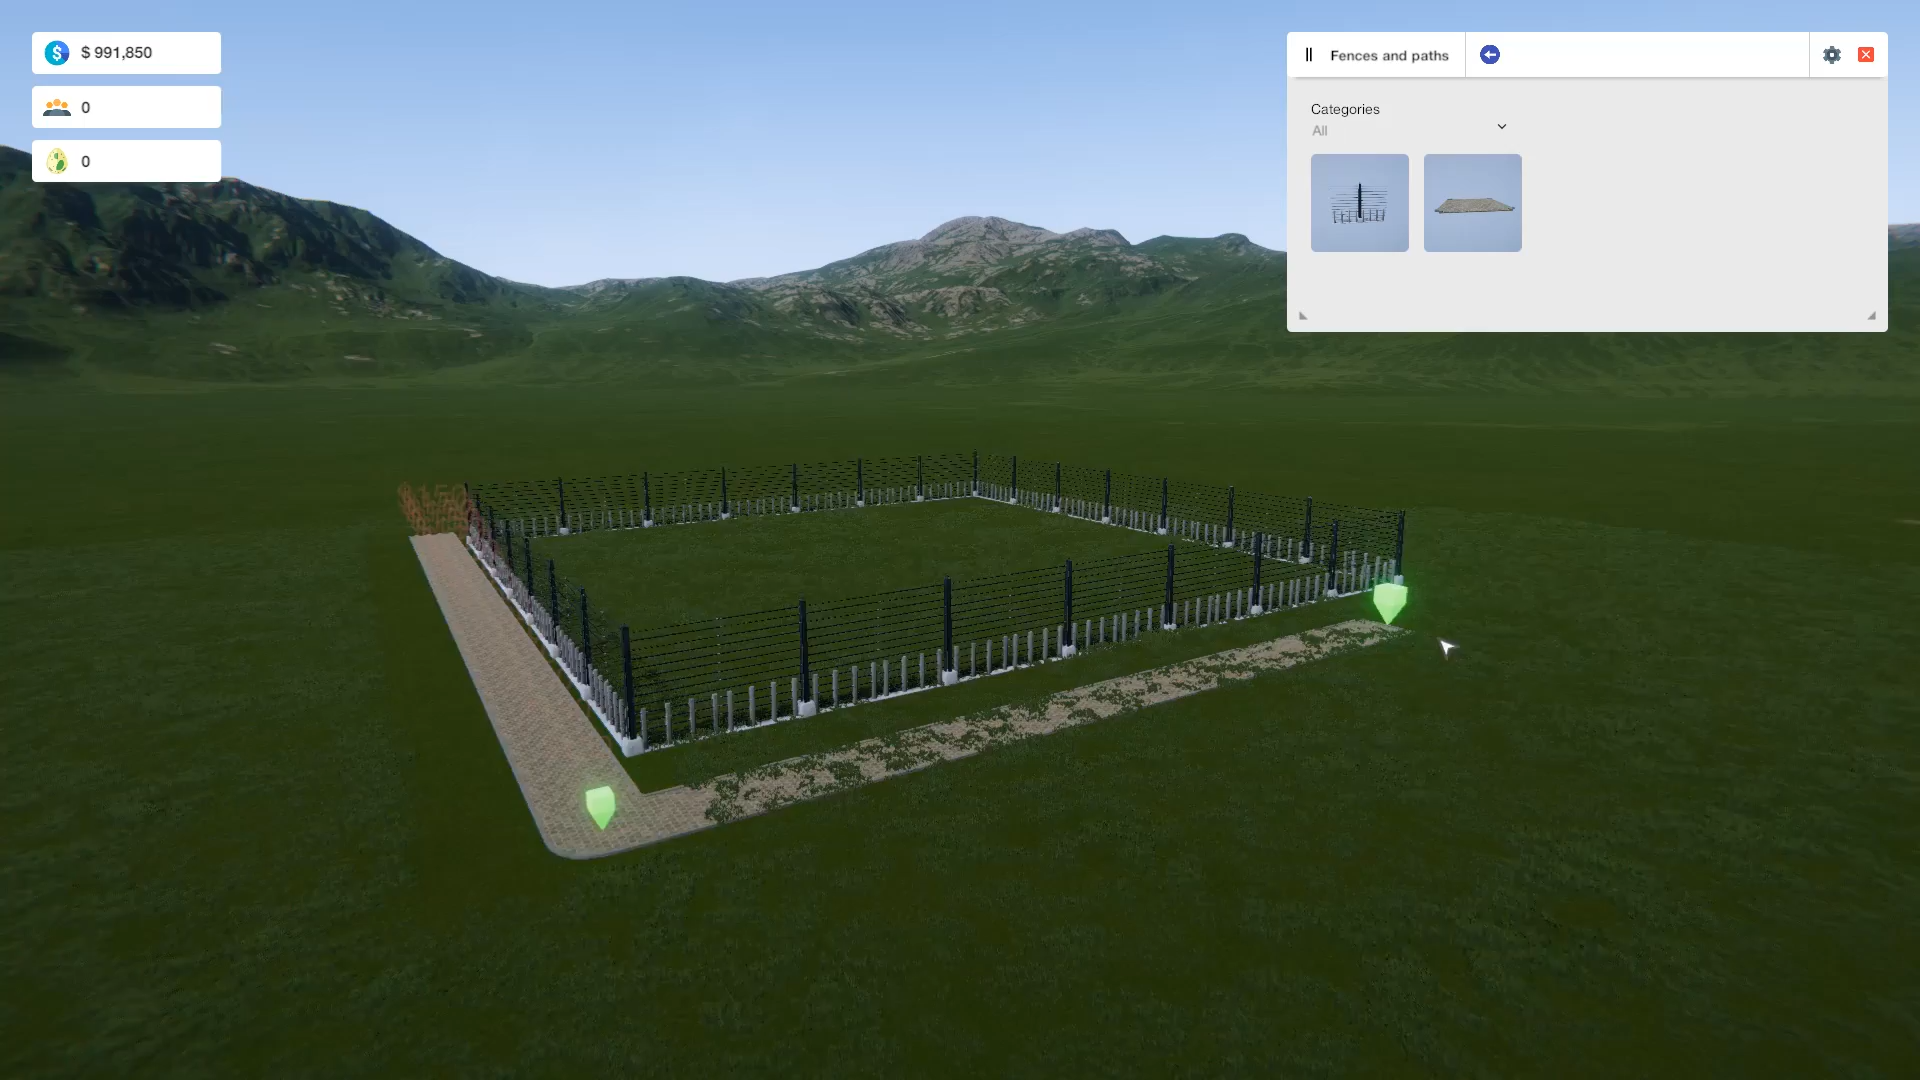 $ 991,850
0
0
Fences and paths
Categories
All